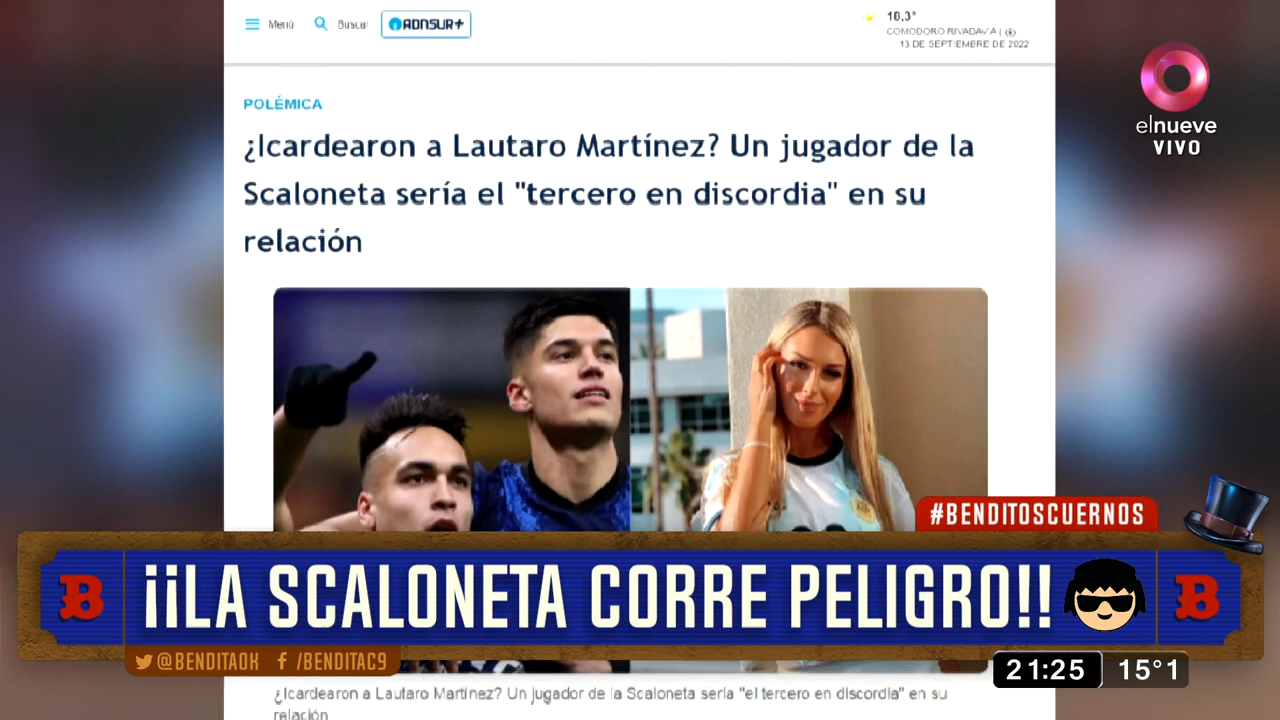 Menú
Buscar
ADNSUR+
10,3°
COMODORO RIVADAVIA |
13 DE SEPTIEMBRE DE 2022
elnueve
VIVO
POLÉMICA
¿Icardearon a Lautaro Martínez? Un jugador de la
Scaloneta sería el "tercero en discordia" en su
relación
#BENDITOSCUERNOS
B
¡¡LA SCALONETA CORRE PELIGRO!!
B
@BENDITAOK /BENDITAC9
21:25 15°1
¿Icardearon a Lautaro Martínez? Un jugador de la Scaloneta sería "el tercero en discordia" en su
relación